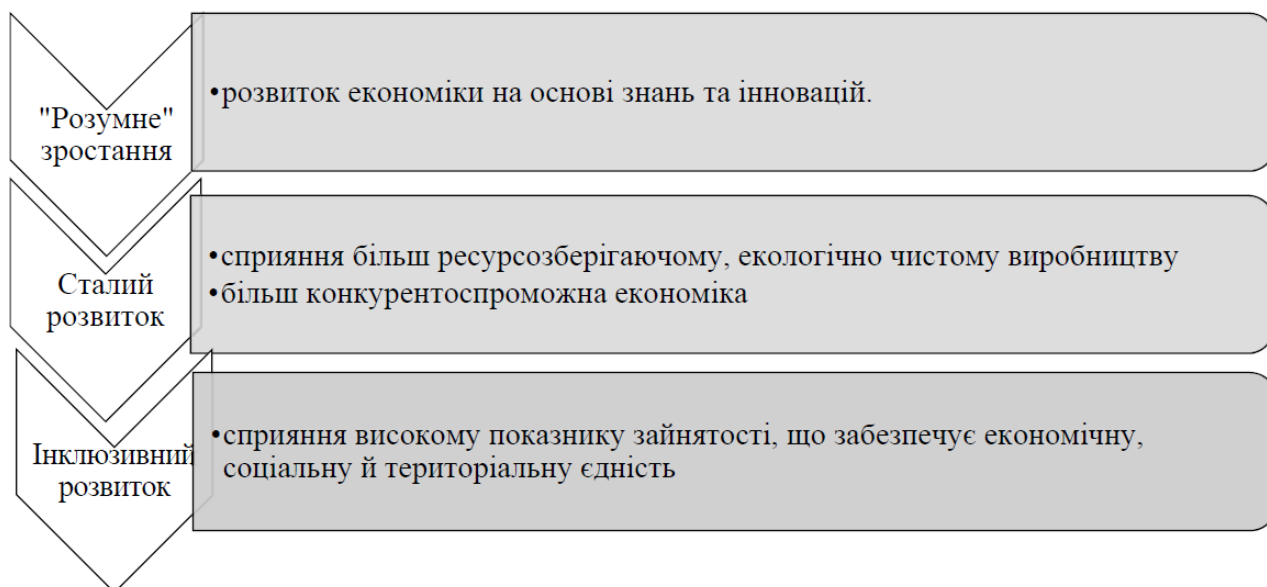 "Розумне"
зростання
•розвиток економіки на основі знань та інновацій.
Сталий
розвиток
•сприяння більш ресурсозберігаючому, екологічно чистому виробництву
•більш конкурентоспроможна економіка
Інклюзивний
розвиток
•сприяння високому показнику зайнятості, що забезпечує економічну,
соціальну й територіальну єдність